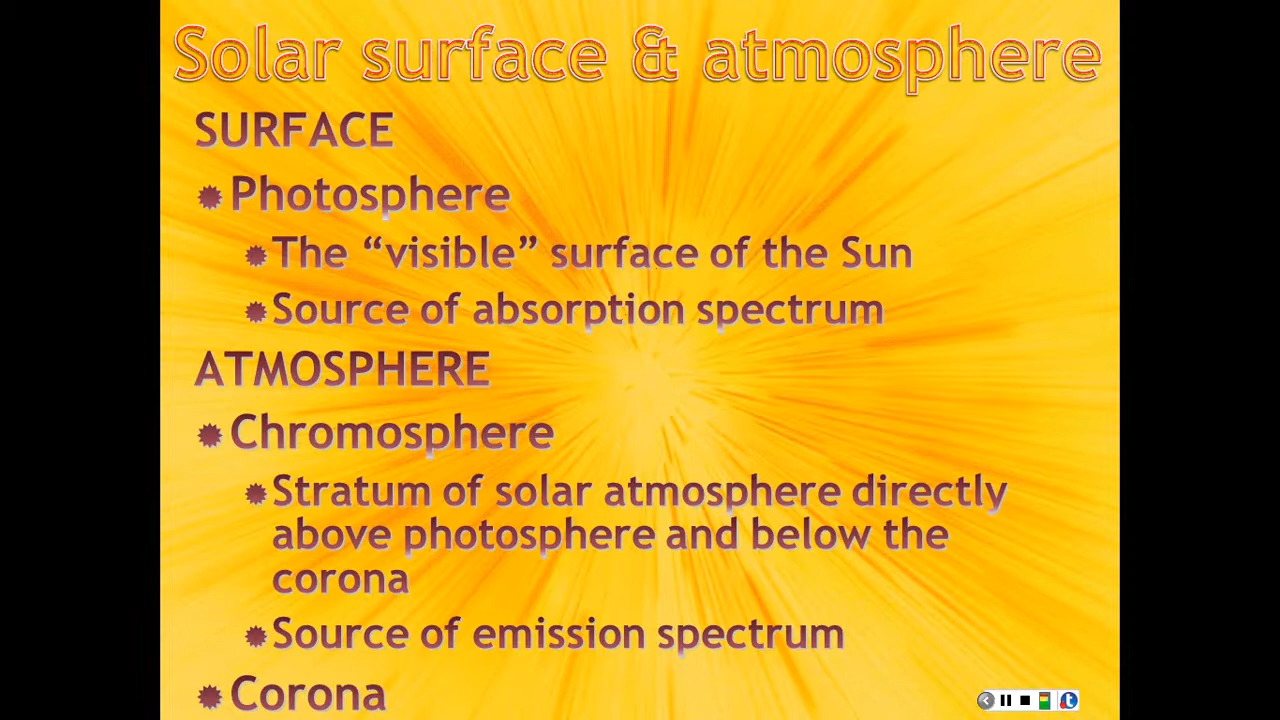 Solar surface & atmosphere
SURFACE
Photosphere
The “visible” surface of the Sun
Source of absorption spectrum
ATMOSPHERE
Chromosphere
Stratum of solar atmosphere directly
above photosphere and below the
corona
Source of emission spectrum
Corona